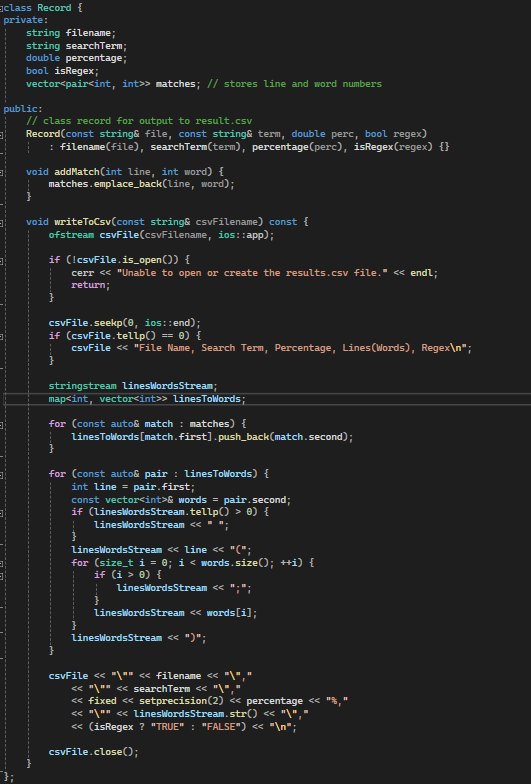 class Record {
private:
    string filename;
    string searchTerm;
    double percentage;
    bool isRegex;
    vector<pair<int, int>> matches; // stores line and word numbers

public:
    // class record for output to result.csv
    Record(const string& file, const string& term, double perc, bool regex)
        : filename(file), searchTerm(term), percentage(perc), isRegex(regex) {}

    void addMatch(int line, int word) {
        matches.emplace_back(line, word);
    }

    void writeToCsv(const string& csvFilename) const {
        ofstream csvFile(csvFilename, ios::app);

        if (!csvFile.is_open()) {
            cerr << "Unable to open or create the results.csv file." << endl;
            return;
        }

        csvFile.seekp(0, ios::end);
        if (csvFile.tellp() == 0) {
            csvFile << "File Name, Search Term, Percentage, Lines(Words), Regex\n";
        }

        stringstream linesWordsStream;
        map<int, vector<int>> linesToWords;

        for (const auto& match : matches) {
            linesToWords[match.first].push_back(match.second);
        }

        for (const auto& pair : linesToWords) {
            int line = pair.first;
            const vector<int>& words = pair.second;
            if (linesWordsStream.tellp() > 0) {
                linesWordsStream << " ";
            }
            linesWordsStream << line << "(";
            for (size_t i = 0; i < words.size(); ++i) {
                if (i > 0) {
                    linesWordsStream << ";";
                }
                linesWordsStream << words[i];
            }
            linesWordsStream << ")";
        }

        csvFile << "\"" << filename << "\","
            << "\"" << searchTerm << "\","
            << fixed << setprecision(2) << percentage << "%,"
            << "\"" << linesWordsStream.str() << "\","
            << (isRegex ? "TRUE" : "FALSE") << "\n";

        csvFile.close();
    }
};